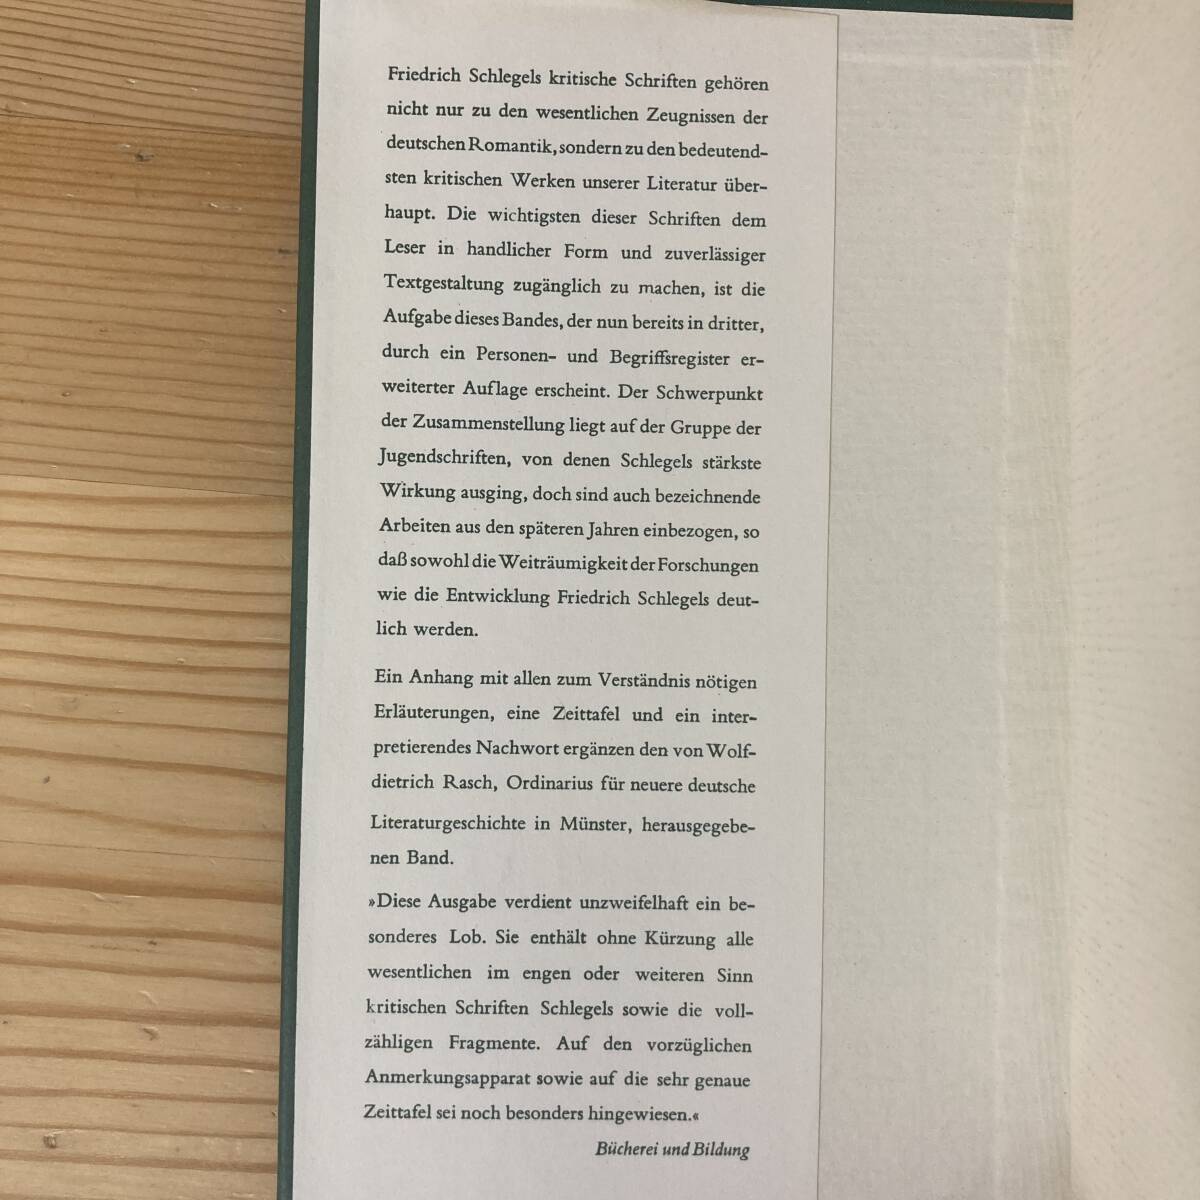 Friedrich Schlegels kritische Schriften gehören
nicht nur zu den wesentlichen Zeugnissen der
deutschen Romantik, sondern zu den bedeutend-
sten kritischen Werken unserer Literatur über-
haupt. Die wichtigsten dieser Schriften dem
Leser in handlicher Form und zuverlässiger
Textgestaltung zugänglich zu machen, ist die
Aufgabe dieses Bandes, der nun bereits in dritter,
durch ein Personen- und Begriffsregister er-
weiterter Auflage erscheint. Der Schwerpunkt
der Zusammenstellung liegt auf der Gruppe der
Jugendschriften, von denen Schlegels stärkste
Wirkung ausging, doch sind auch bezeichnende
Arbeiten aus den späteren Jahren einbezogen, so
daß sowohl die Weiträumigkeit der Forschungen
wie die Entwicklung Friedrich Schlegels deut-
lich werden.
Ein Anhang mit allen zum Verständnis nötigen
Erläuterungen, eine Zeittafel und ein inter-
pretierendes Nachwort ergänzen den von Wolf-
dietrich Rasch, Ordinarius für neuere deutsche
Literaturgeschichte in Münster, herausgegebe-
nen Band.
»Diese Ausgabe verdient unzweifelhaft ein be-
sonderes Lob. Sie enthält ohne Kürzung alle
wesentlichen im engen oder weiteren Sinn
kritischen Schriften Schlegels sowie die voll-
zähligen Fragmente. Auf den vorzüglichen
Anmerkungsapparat sowie auf die sehr genaue
Zeittafel sei noch besonders hingewiesen.«
Bücherei und Bildung